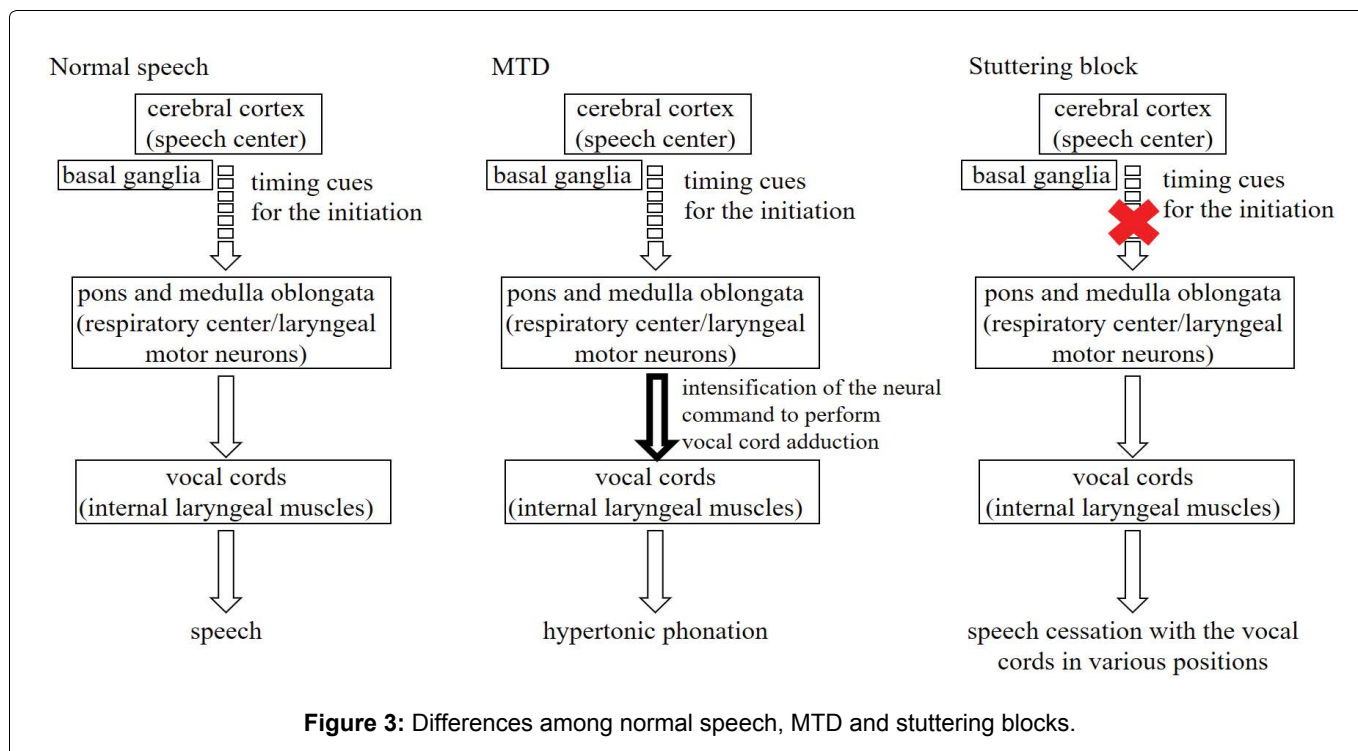 Normal speech
cerebral cortex
(speech center)
basal ganglia
timing cues
for the initiation
pons and medulla oblongata
(respiratory center/laryngeal
motor neurons)
vocal cords
(internal laryngeal muscles)
speech
MTD
cerebral cortex
(speech center)
basal ganglia
timing cues
for the initiation
pons and medulla oblongata
(respiratory center/laryngeal
motor neurons)
intensification of the neural
command to perform
vocal cord adduction
vocal cords
(internal laryngeal muscles)
hypertonic phonation
Stuttering block
cerebral cortex
(speech center)
basal ganglia
timing cues
for the initiation
pons and medulla oblongata
(respiratory center/laryngeal
motor neurons)
vocal cords
(internal laryngeal muscles)
speech cessation with the vocal
cords in various positions
Figure 3: Differences among normal speech, MTD and stuttering blocks.